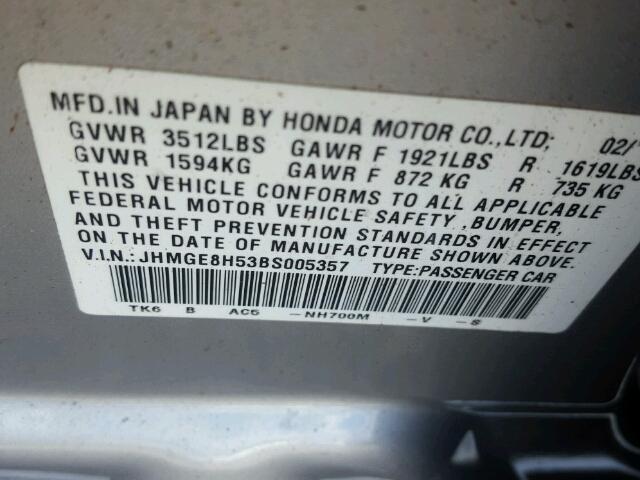 MFD.IN JAPAN BY HONDA MOTOR CO.,LTD; 02/
GVWR 3512LBS GAWR F 1921LBS R 1619LBS
GVWR 1594KG GAWR F 872 KG R 735 KG
THIS VEHICLE CONFORMS TO ALL APPLICABLE
FEDERAL MOTOR VEHICLE SAFETY ,BUMPER,
AND THEFT PREVENTION STANDARDS IN EFFECT
ON THE DATE OF MANUFACTURE SHOWN ABOVE.
V.I.N.:JHMGE8H53BS005357 TYPE:PASSENGER CAR
TK6 B AC5 -NH700M -V -S